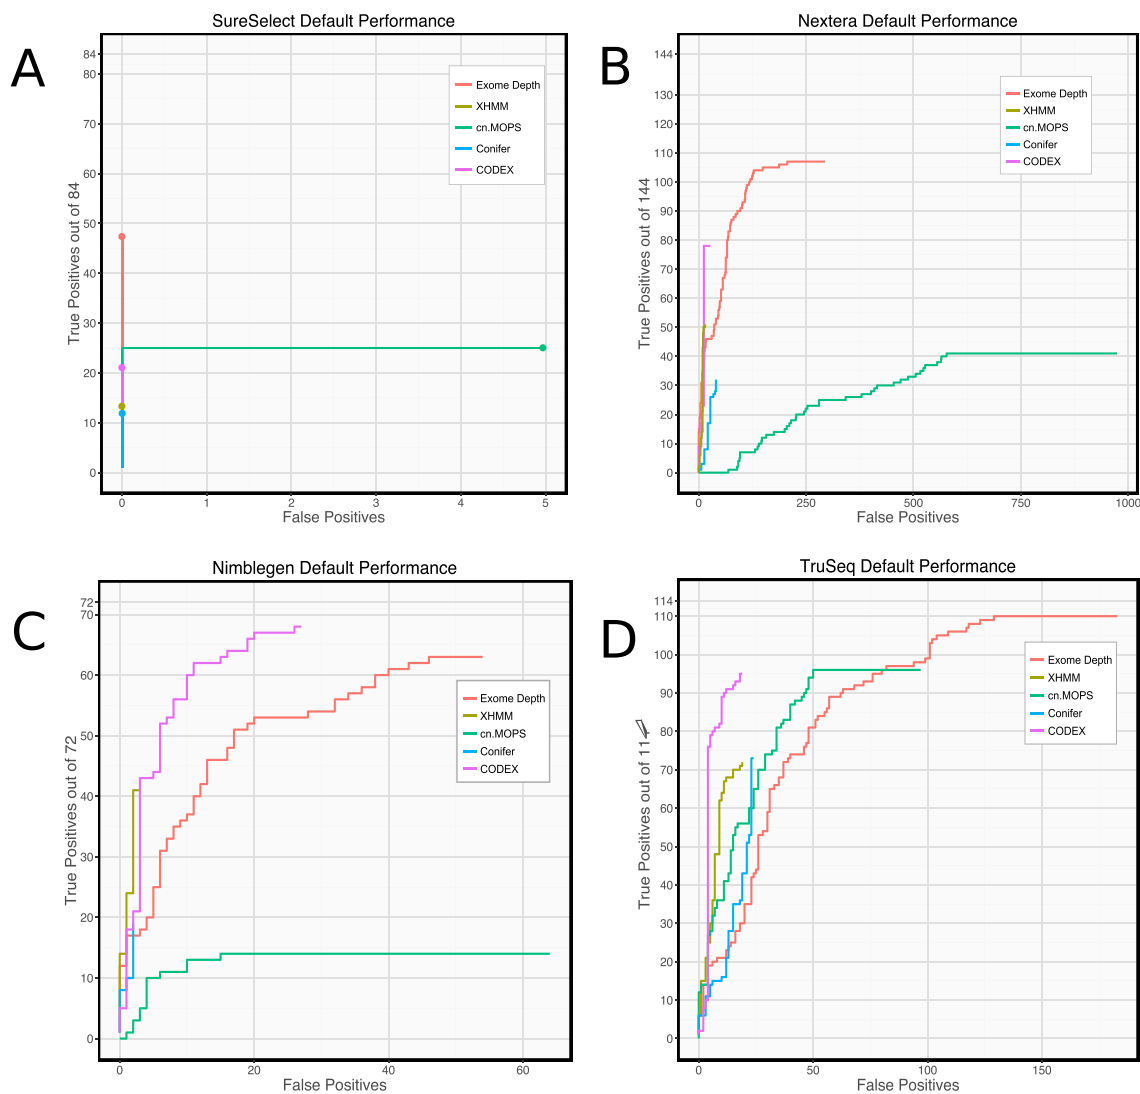 SureSelect Default Performance
A
84
80
70
60
50
40
30
20
10
0
True Positives out of 84
Exome Depth
XHMM
cn.MOPS
Conifer
CODEX
0 1 2 3 4 5
False Positives
Nextera Default Performance
B
144
130
120
110
100
90
80
70
60
50
40
30
20
10
0
True Positives out of 144
Exome Depth
XHMM
cn.MOPS
Conifer
CODEX
0 250 500 750 1000
False Positives
Nimblegen Default Performance
C
72
70
60
50
40
30
20
10
0
True Positives out of 72
Exome Depth
XHMM
cn.MOPS
Conifer
CODEX
0 20 40 60
False Positives
TruSeq Default Performance
D
114
110
100
90
80
70
60
50
40
30
20
10
0
True Positives out of
Exome Depth
XHMM
cn.MOPS
Conifer
CODEX
0 50 100 150
False Positives